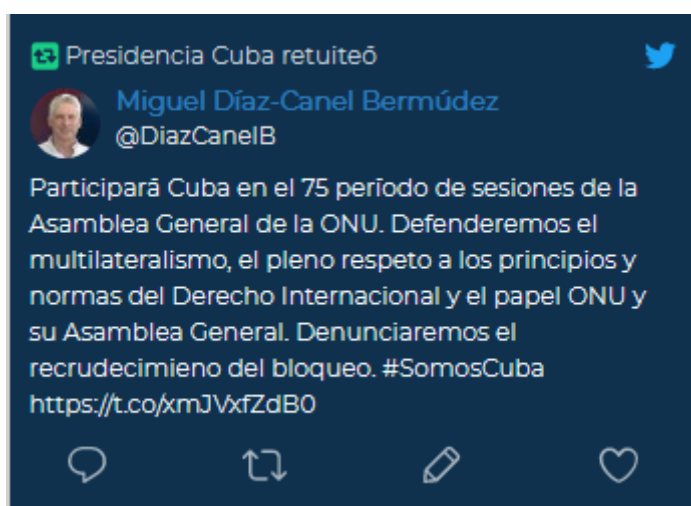 Presidencia Cuba retuiteó
Miguel Díaz-Canel Bermúdez
@DiazCanelB
Participará Cuba en el 75 período de sesiones de la
Asamblea General de la ONU. Defenderemos el
multilateralismo, el pleno respeto a los principios y
normas del Derecho Internacional y el papel ONU y
su Asamblea General. Denunciaremos el
recrudecimieno del bloqueo. #SomosCuba
https://t.co/xmJVxfZdB0